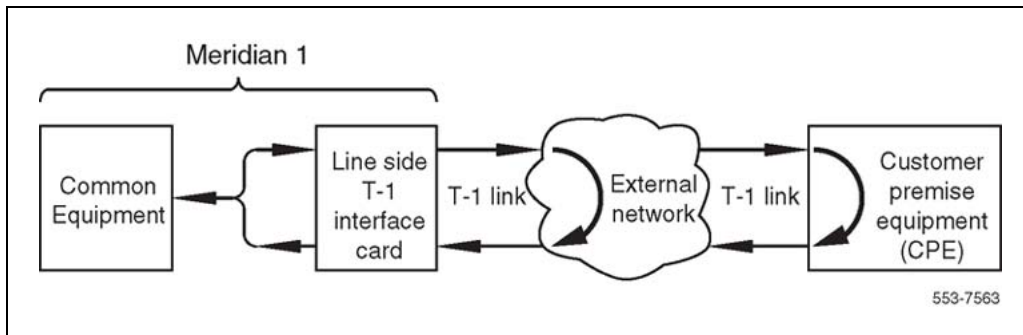 Meridian 1
Common
Equipment
Line side
T-1
interface
card
T-1 link
External
network
T-1 link
Customer
premise
equipment
(CPE)
553-7563